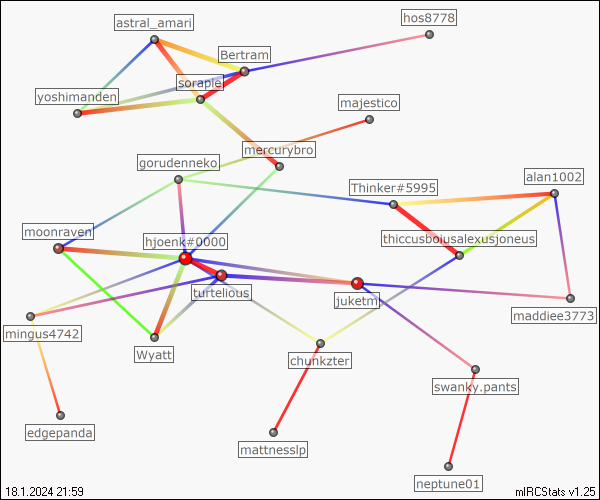 hos8778
astral_amari
Bertram
soraple
yoshimanden
majestico
mercurybro
gorudenneko
alan1002
Thinker#5995
moonraven
hjoenk#0000
thiccusboiusalexusjoneus
turtelious
juketm
maddiee3773
mingus4742
Wyatt
chunkzter
swanky.pants
edgepanda
mattnesslp
neptune01
18.1.2024 21:59
mIRCStats v1.25